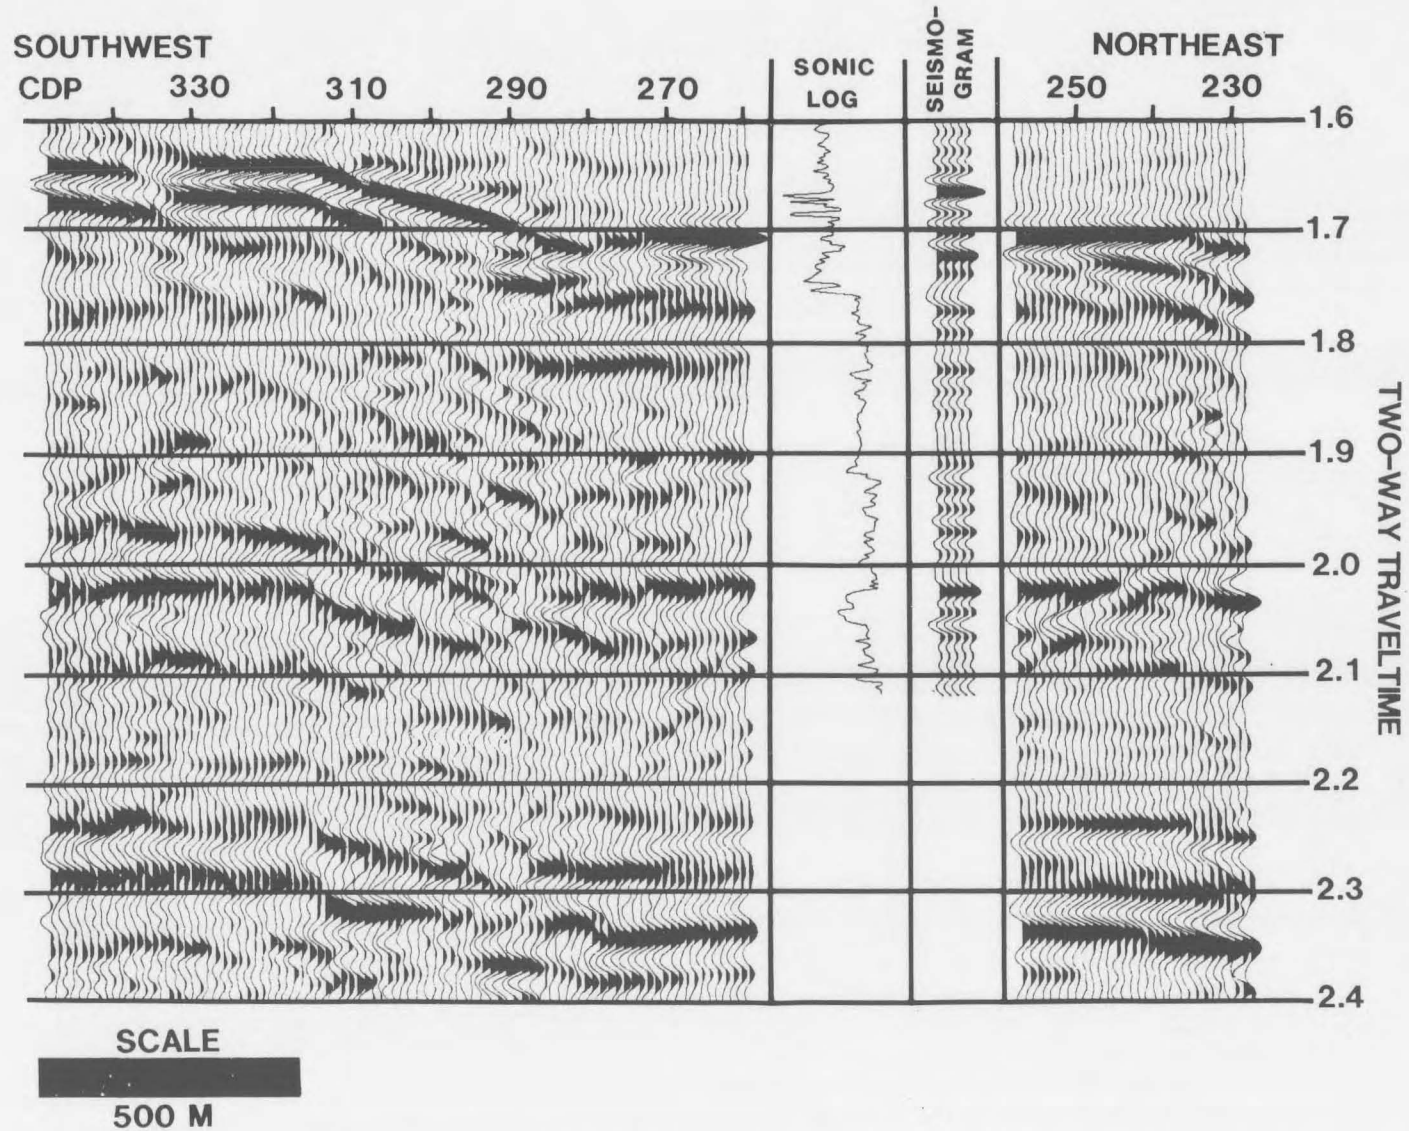 SOUTHWEST
CDP 330 310 290 270
SONIC
LOG
SEISMO-
GRAM
NORTHEAST
250 230
1.6
1.7
1.8
1.9
2.0
2.1
2.2
2.3
2.4
TWO-WAY TRAVELTIME
SCALE
500 M